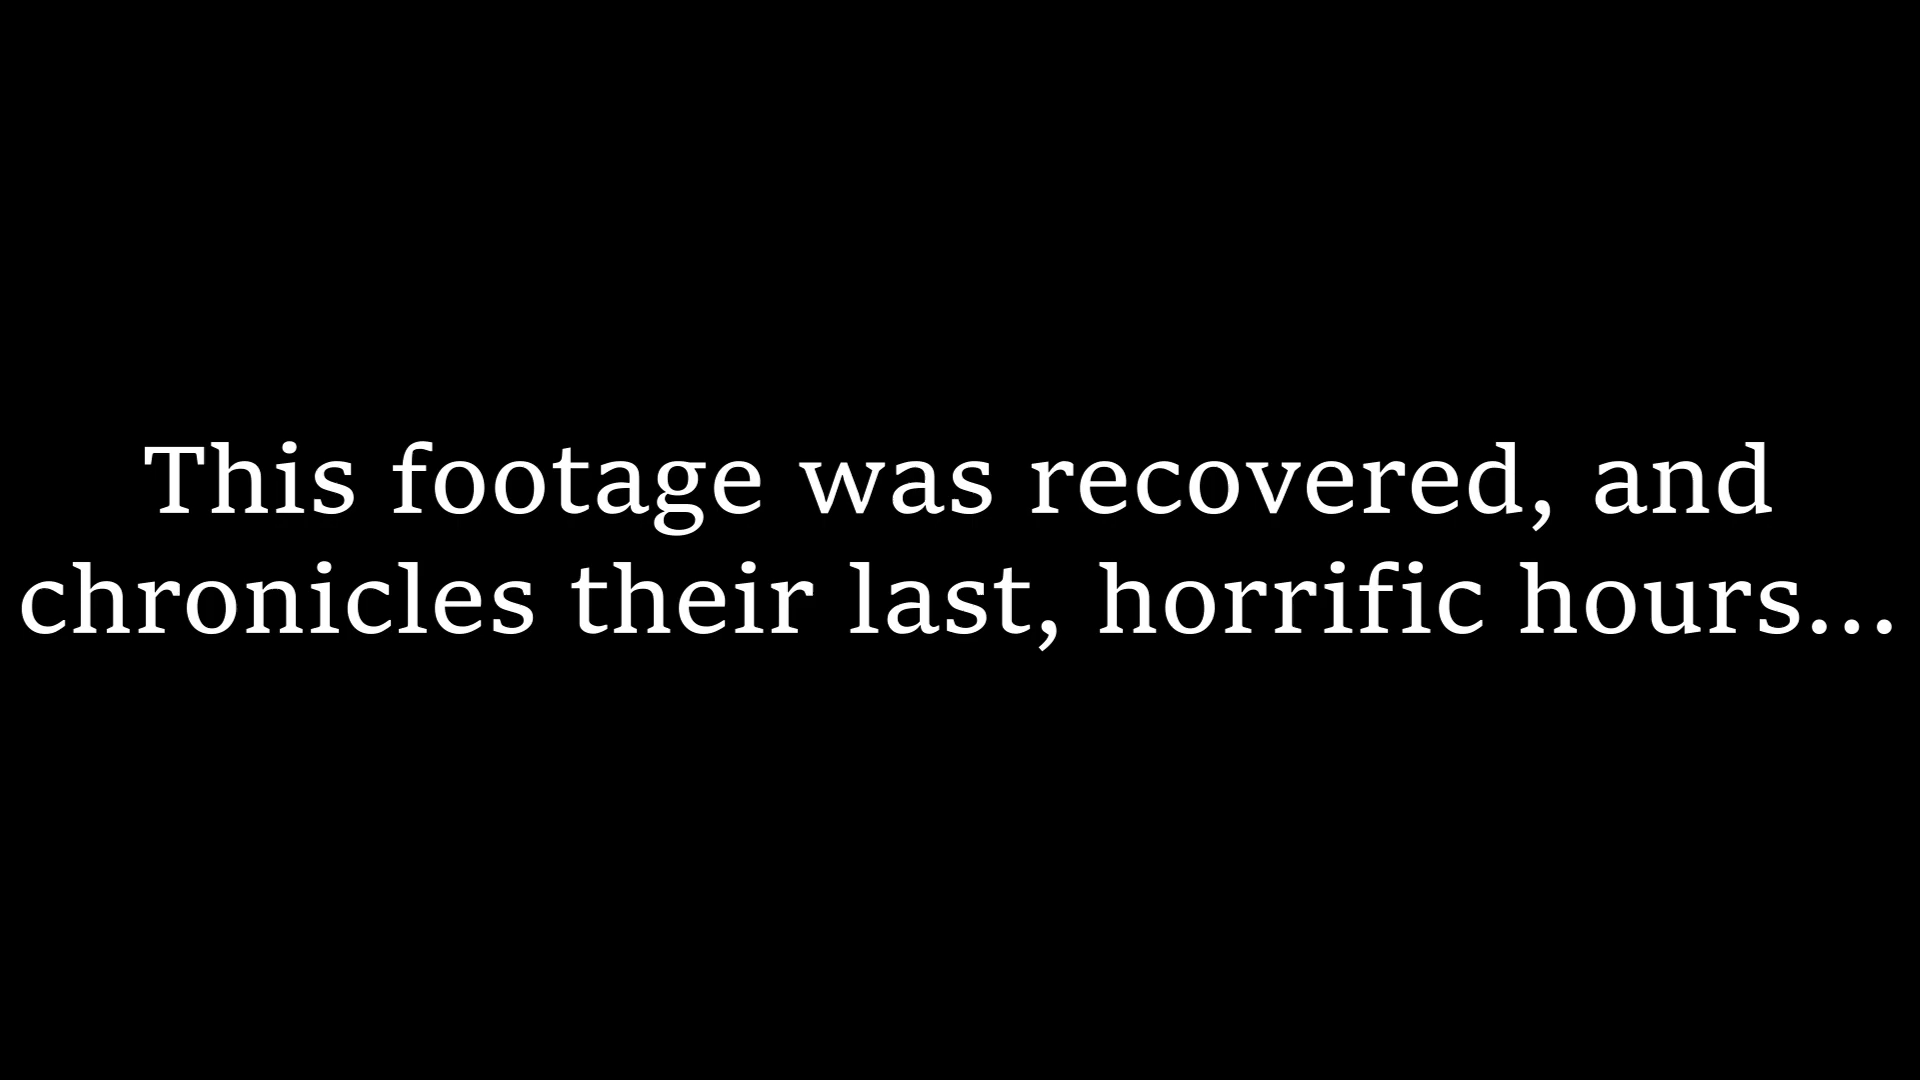 This footage was recovered, and
chronicles their last, horrific hours...